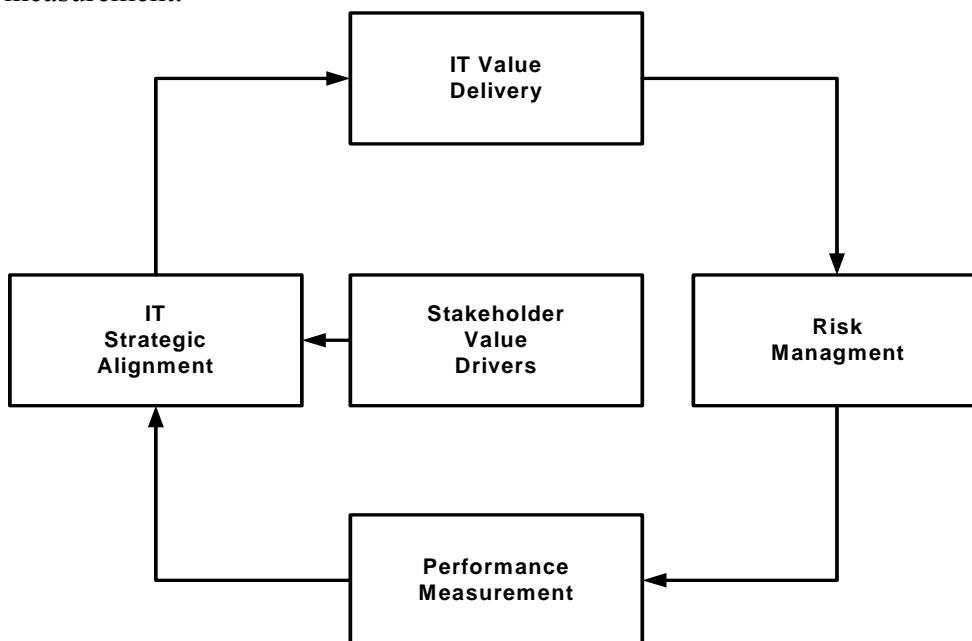 measurement.
IT Value
Delivery
IT
Strategic
Alignment
Stakeholder
Value
Drivers
Risk
Managment
Performance
Measurement